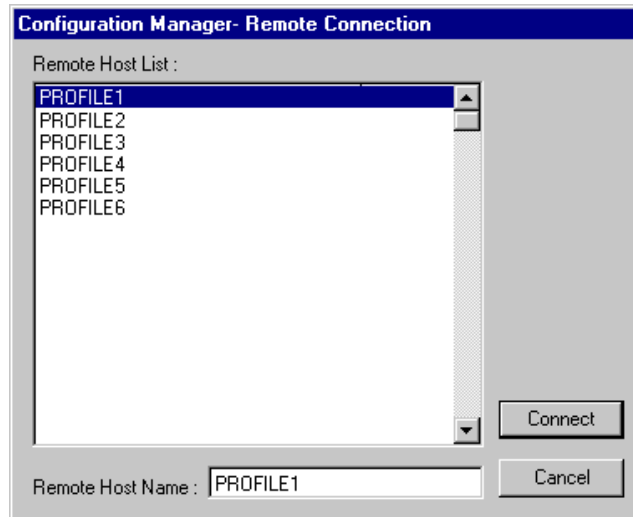 Configuration Manager- Remote Connection
Remote Host List :
PROFILE1
PROFILE2
PROFILE3
PROFILE4
PROFILE5
PROFILE6
Connect
Remote Host Name : PROFILE1
Cancel